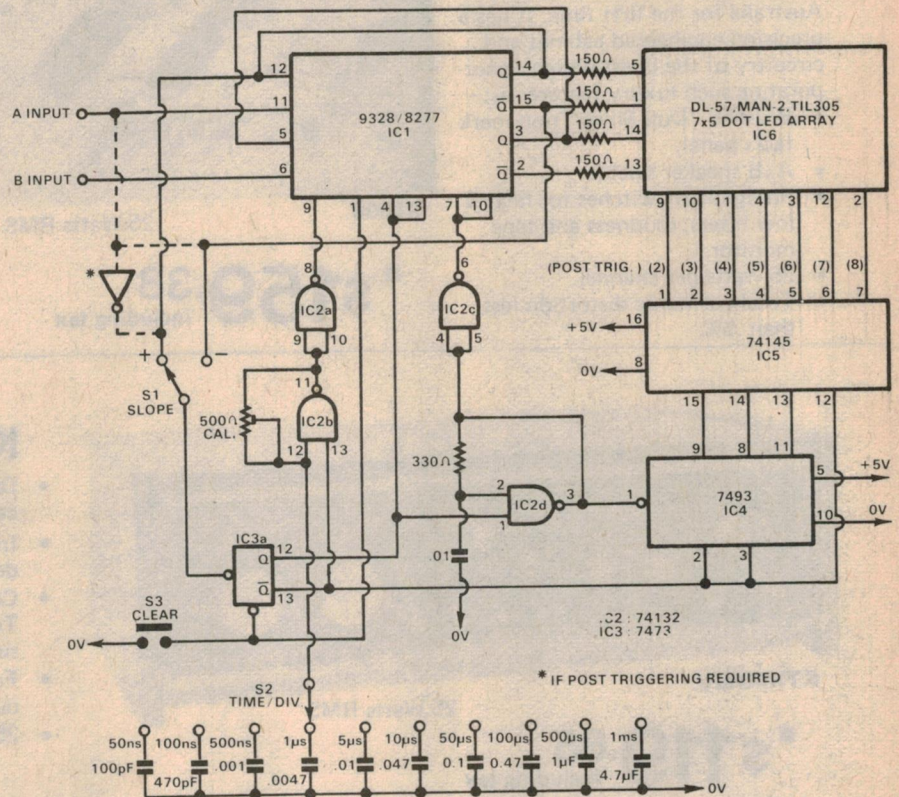 A INPUT
B INPUT
12
11
5
6
9328/8277
IC1
9
1
4
13
7
10
Q 14
Q 15
Q 3
Q 2
150Ω
150Ω
150Ω
150Ω
5
1
14
13
DL-57, MAN-2, TIL305
7x5 DOT LED ARRAY
IC6
9 10 11 4 3 12 2
(POST TRIG.) (2) (3) (4) (5) (6) (7) (8)
1 2 3 4 5 6 7
+5V
16
0V
8
74145
IC5
15 14 13 12
9 8 11
7493
IC4
5
+5V
10
0V
1
2 3
*
+
-
S1
SLOPE
8
IC2a
9 10
11
IC2b
12 13
500Ω
CAL.
6
IC2c
4 5
330Ω
2
1
IC2d
3
.01
0V
IC3a
Q 12
Q 13
S3
CLEAR
0V
IC2 : 74132
IC3 : 7473
* IF POST TRIGGERING REQUIRED
S2
TIME/DIV
50ns 100ns 500ns 1µs 5µs 10µs 50µs 100µs 500µs 1ms
100pF 470pF .001 .0047 .01 .047 0.1 0.47 1µF 4.7µF
0V